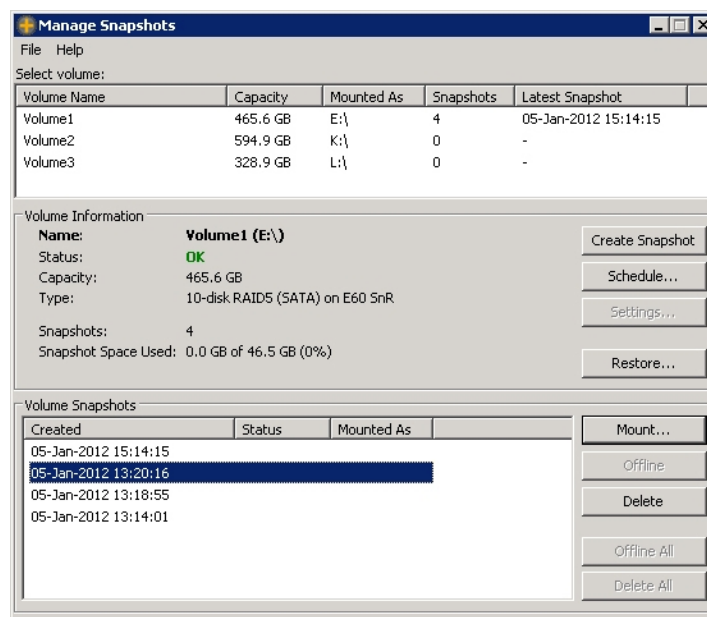 Manage Snapshots
File Help
Select volume:
Volume Name Capacity Mounted As Snapshots Latest Snapshot
Volume1 465.6 GB E:\ 4 05-Jan-2012 15:14:15
Volume2 594.9 GB K:\ 0 -
Volume3 328.9 GB L:\ 0 -
Volume Information
Name: Volume1 (E:\)
Create Snapshot
Status: OK
Capacity: 465.6 GB
Schedule...
Type: 10-disk RAID5 (SATA) on E60 SnR
Settings...
Snapshots: 4
Snapshot Space Used: 0.0 GB of 46.5 GB (0%)
Restore...
Volume Snapshots
Created Status Mounted As
Mount...
05-Jan-2012 15:14:15
05-Jan-2012 13:20:16
Offline
05-Jan-2012 13:18:55
Delete
05-Jan-2012 13:14:01
Offline All
Delete All